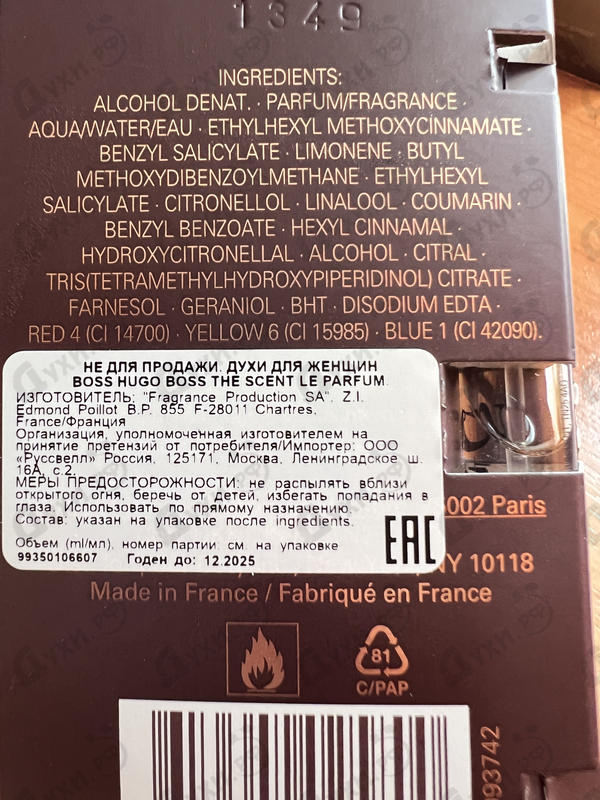 1349
INGREDIENTS:
ALCOHOL DENAT. · PARFUM/FRAGRANCE ·
AQUA/WATER/EAU · ETHYLHEXYL METHOXYCINNAMATE ·
BENZYL SALICYLATE · LIMONENE · BUTYL
METHOXYDIBENZOYLMETHANE · ETHYLHEXYL
SALICYLATE · CITRONELLOL · LINALOOL · COUMARIN ·
BENZYL BENZOATE · HEXYL CINNAMAL ·
HYDROXYCITRONELLAL · ALCOHOL · CITRAL ·
TRIS(TETRAMETHYLHYDROXYPIPERIDINOL) CITRATE ·
FARNESOL · GERANIOL · BHT · DISODIUM EDTA ·
RED 4 (CI 14700) · YELLOW 6 (CI 15985) · BLUE 1 (CI 42090).
НЕ ДЛЯ ПРОДАЖИ. ДУХИ ДЛЯ ЖЕНЩИН
BOSS HUGO BOSS THE SCENT LE PARFUM.
ИЗГОТОВИТЕЛЬ: "Fragrance Production SA". Z.I.
Edmond Poillot B.P. 855 F-28011 Chartres,
France/Франция
Организация, уполномоченная изготовителем на
принятие претензий от потребителя/Импортер: ООО
«Руссвелл» Россия, 125171, Москва, Ленинградское ш.
16А, с.2.
МЕРЫ ПРЕДОСТОРОЖНОСТИ: не распылять вблизи
открытого огня, беречь от детей, избегать попадания в
глаза. Использовать по прямому назначению.
Состав: указан на упаковке после ingredients.
Объем (ml/мл), номер партии: см. на упаковке
99350106607 Годен до: 12.2025
EAC
002 Paris
NY 10118
Made in France / Fabriqué en France
81
C/PAP
93742
Духи.рф